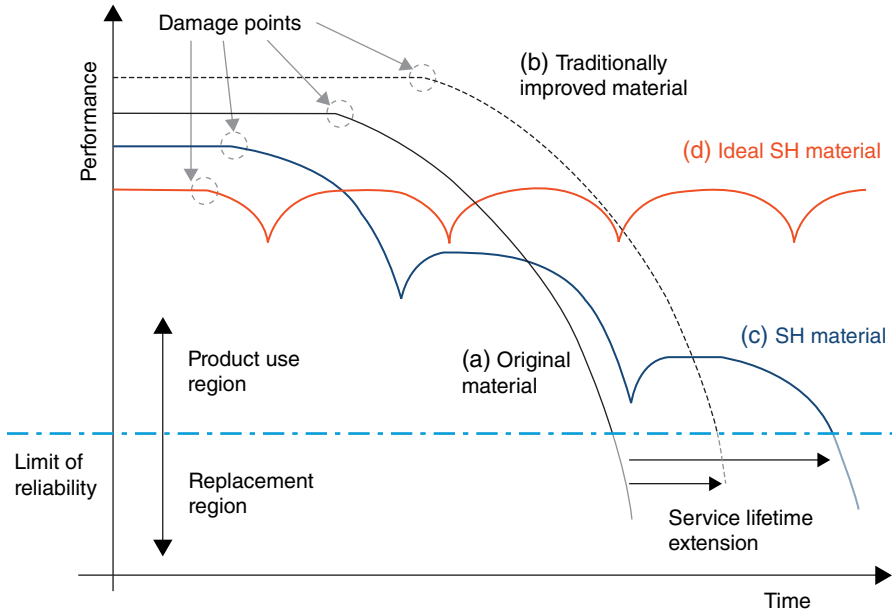 Damage points
Performance
(b) Traditionally
improved material
(d) Ideal SH material
Product use
region
(a) Original
material
(c) SH material
Limit of
reliability
Replacement
region
Service lifetime
extension
Time